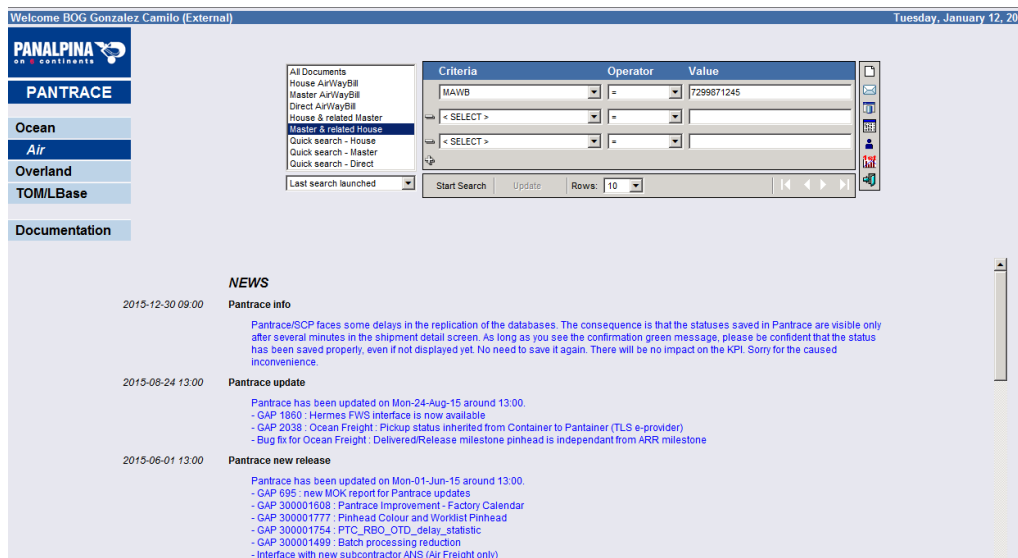 Welcome BOG Gonzalez Camilo (External)
Tuesday, January 12, 20
PANALPINA
on 6 continents
PANTRACE
Ocean
Air
Overland
TOM/LBase
Documentation
All Documents
House AirWayBill
Master AirWayBill
Direct AirWayBill
House & related Master
Master & related House
Quick search - House
Quick search - Master
Quick search - Direct
Last search launched
Criteria Operator Value
MAWB = 7299871245
< SELECT > =
< SELECT > =
Start Search Update Rows: 10
NEWS
2015-12-30 09:00 Pantrace info
Pantrace/SCP faces some delays in the replication of the databases. The consequence is that the statuses saved in Pantrace are visible only
after several minutes in the shipment detail screen. As long as you see the confirmation green message, please be confident that the status
has been saved properly, even if not displayed yet. No need to save it again. There will be no impact on the KPI. Sorry for the caused
inconvenience.
2015-08-24 13:00 Pantrace update
Pantrace has been updated on Mon-24-Aug-15 around 13:00.
- GAP 1860 : Hermes FWS interface is now available
- GAP 2038 : Ocean Freight : Pickup status inherited from Container to Pantainer (TLS e-provider)
- Bug fix for Ocean Freight : Delivered/Release milestone pinhead is independant from ARR milestone
2015-06-01 13:00 Pantrace new release
Pantrace has been updated on Mon-01-Jun-15 around 13:00.
- GAP 695 : new MOK report for Pantrace updates
- GAP 300001608 : Pantrace Improvement - Factory Calendar
- GAP 300001777 : Pinhead Colour and Worklist Pinhead
- GAP 300001754 : PTC_RBO_OTD_delay_statistic
- GAP 300001499 : Batch processing reduction
- Interface with new subcontractor ANS (Air Freight only)